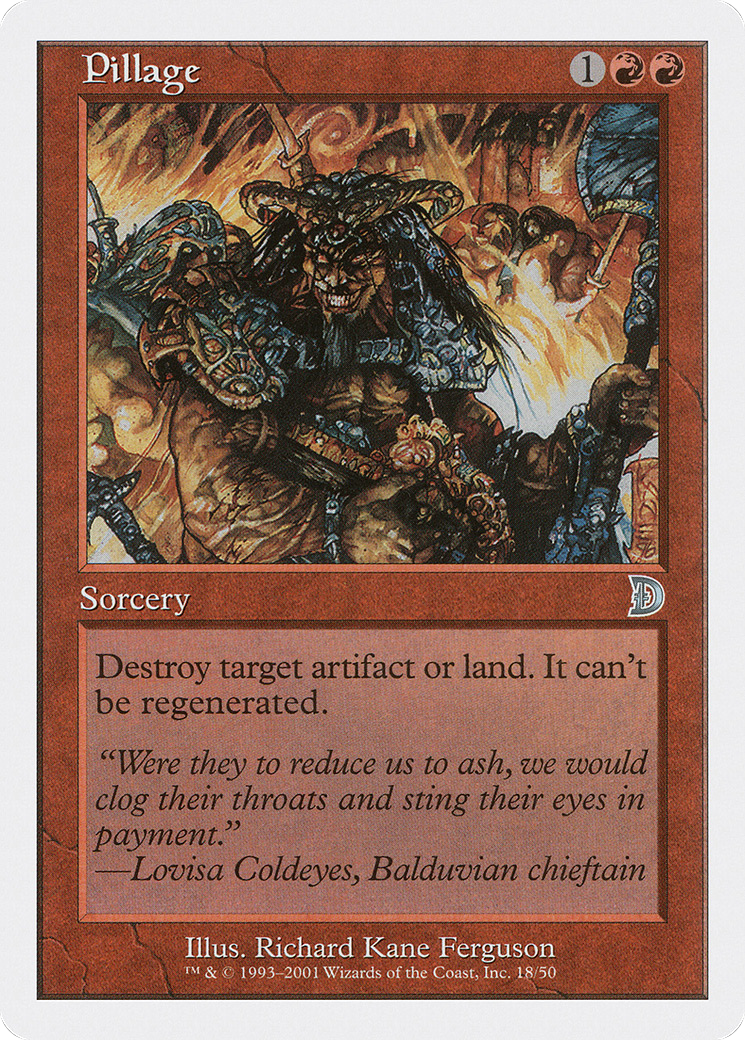 Pillage 1
Sorcery D
Destroy target artifact or land. It can't
be regenerated.
“Were they to reduce us to ash, we would
clog their throats and sting their eyes in
payment.”
—Lovisa Coldeyes, Balduvian chieftain
Illus. Richard Kane Ferguson
™ & © 1993–2001 Wizards of the Coast, Inc. 18/50